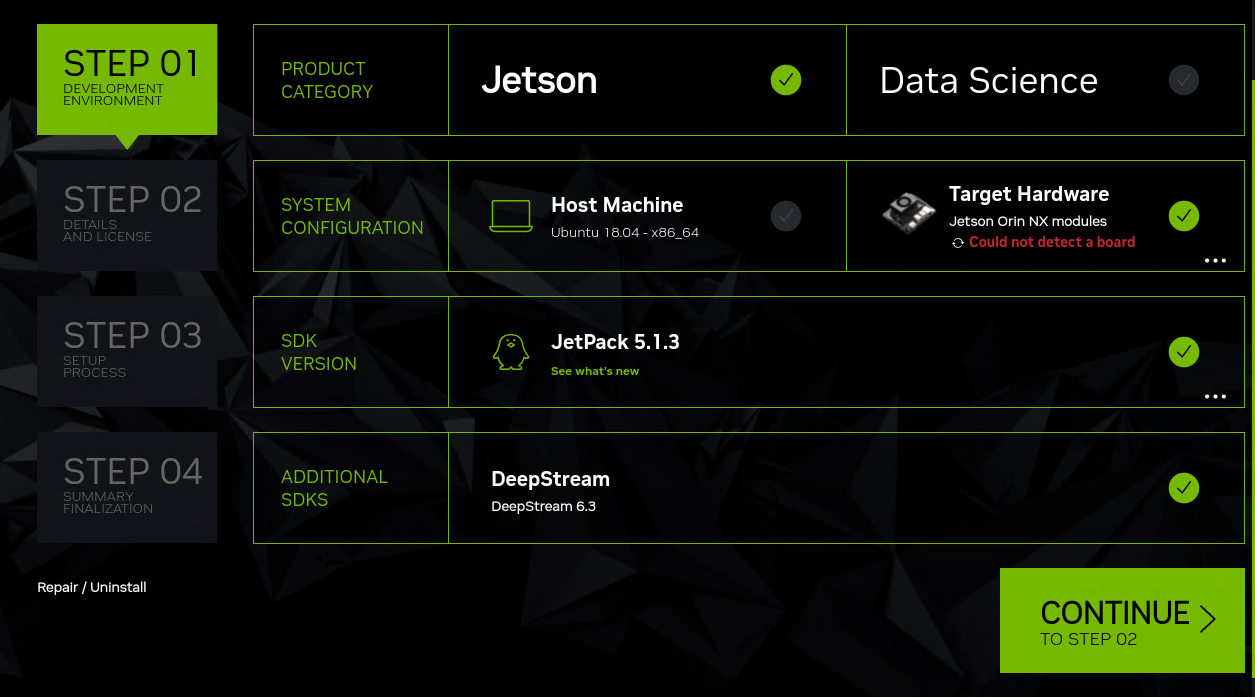 STEP 01
DEVELOPMENT
ENVIRONMENT
PRODUCT
CATEGORY
Jetson
Data Science
STEP 02
DETAILS
AND LICENSE
SYSTEM
CONFIGURATION
Host Machine
Ubuntu 18.04 - x86_64
Target Hardware
Jetson Orin NX modules
Could not detect a board
...
STEP 03
SETUP
PROCESS
SDK
VERSION
JetPack 5.1.3
See what's new
...
STEP 04
SUMMARY
FINALIZATION
ADDITIONAL
SDKS
DeepStream
DeepStream 6.3
Repair / Uninstall
CONTINUE
TO STEP 02